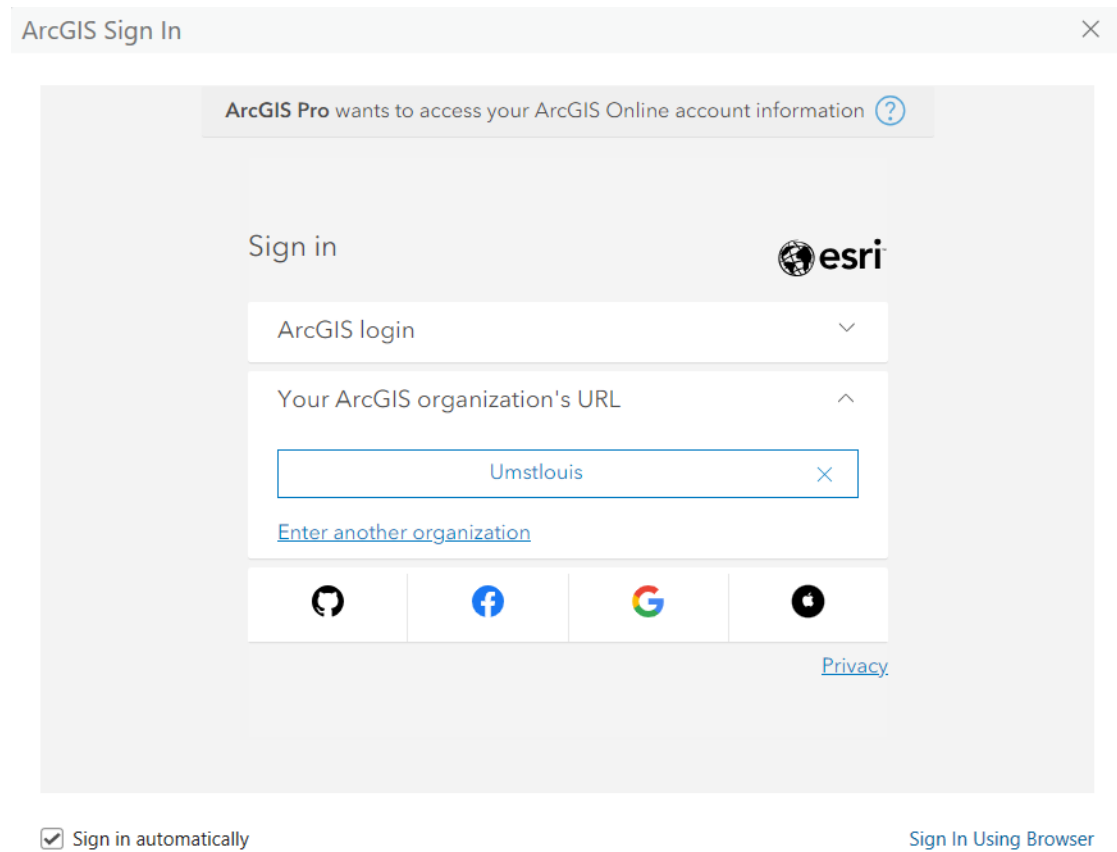 ArcGIS Sign In
ArcGIS Pro wants to access your ArcGIS Online account information ?
Sign in
esri
ArcGIS login
Your ArcGIS organization's URL
Umstlouis
Enter another organization
Privacy
Sign in automatically
Sign In Using Browser